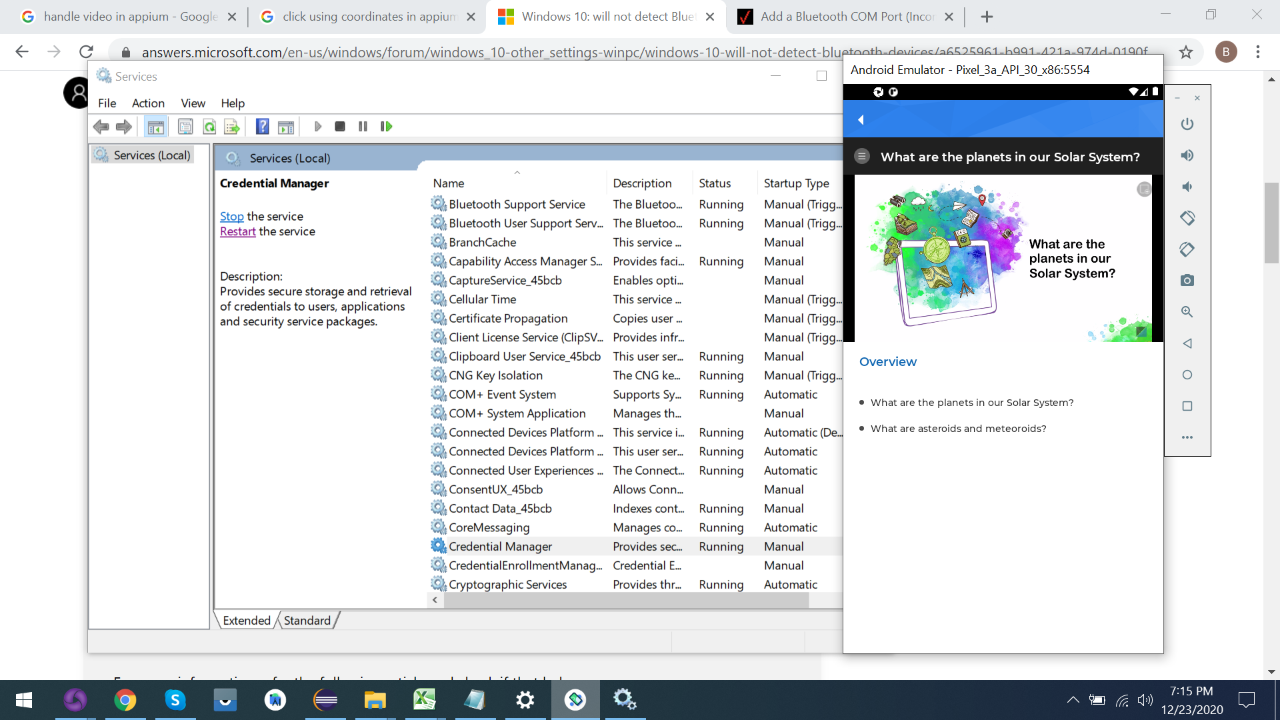 handle video in appium - Google
click using coordinates in appium
Windows 10: will not detect Blue
Add a Bluetooth COM Port (Incor
answers.microsoft.com/en-us/windows/forum/windows_10-other_settings-winpc/windows-10-will-not-detect-bluetooth-devices/a6525961-b991-421a-974d-0190f
B
Services
File Action View Help
Services (Local)
Services (Local)
Credential Manager
Stop the service
Restart the service
Description:
Provides secure storage and retrieval
of credentials to users, applications
and security service packages.
Name Description Status Startup Type
Bluetooth Support Service The Bluetoo... Running Manual (Trigg...
Bluetooth User Support Serv... The Bluetoo... Running Manual (Trigg...
BranchCache This service ... Manual
Capability Access Manager S... Provides faci... Running Manual
CaptureService_45bcb Enables opti... Manual
Cellular Time This service ... Manual (Trigg...
Certificate Propagation Copies user ... Manual (Trigg...
Client License Service (ClipSV... Provides infr... Manual (Trigg...
Clipboard User Service_45bcb This user ser... Running Manual
CNG Key Isolation The CNG ke... Running Manual (Trigg...
COM+ Event System Supports Sy... Running Automatic
COM+ System Application Manages th... Manual
Connected Devices Platform ... This service i... Running Automatic (De...
Connected Devices Platform ... This user ser... Running Automatic
Connected User Experiences ... The Connect... Running Automatic
ConsentUX_45bcb Allows Conn... Manual
Contact Data_45bcb Indexes cont... Running Manual
CoreMessaging Manages co... Running Automatic
Credential Manager Provides sec... Running Manual
CredentialEnrollmentManag... Credential E... Manual
Cryptographic Services Provides thr... Running Automatic
Extended Standard
Android Emulator - Pixel_3a_API_30_x86:5554
What are the planets in our Solar System?
What are the
planets in our
Solar System?
Overview
What are the planets in our Solar System?
What are asteroids and meteoroids?
7:15 PM
12/23/2020